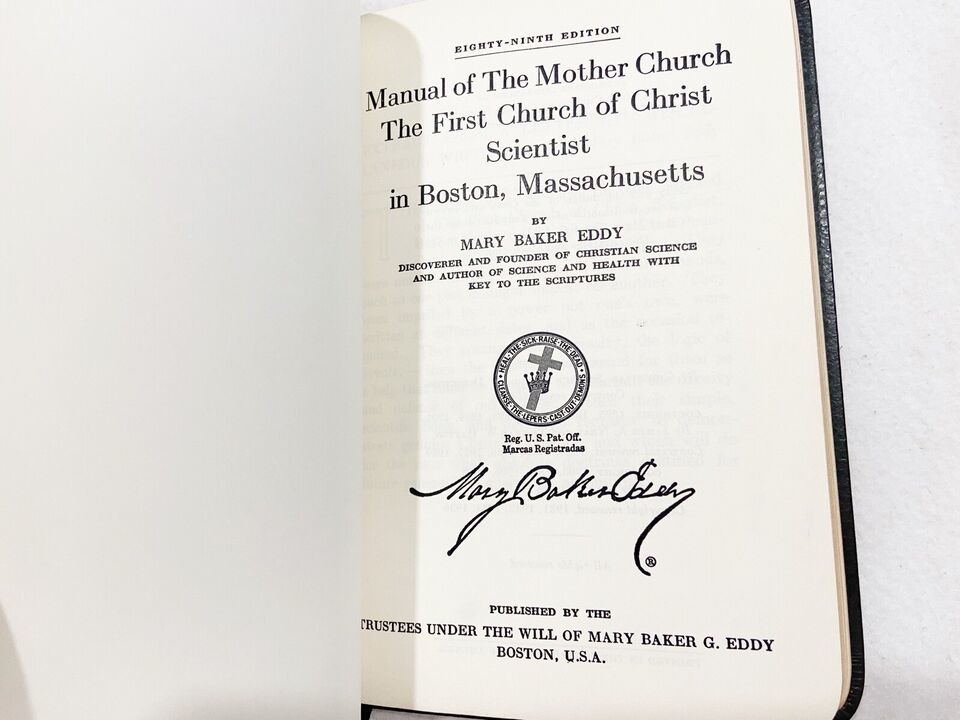 EIGHTY-NINTH EDITION
Manual of The Mother Church
The First Church of Christ
Scientist
in Boston, Massachusetts
BY
MARY BAKER EDDY
DISCOVERER AND FOUNDER OF CHRISTIAN SCIENCE
AND AUTHOR OF SCIENCE AND HEALTH WITH
KEY TO THE SCRIPTURES
HEAL·THE·SICK·RAISE·THE·DEAD·
CLEANSE·THE·LEPERS·CAST·OUT·DEMONS·
Reg. U. S. Pat. Off.
Marcas Registradas
Mary Baker Eddy
®
PUBLISHED BY THE
TRUSTEES UNDER THE WILL OF MARY BAKER G. EDDY
BOSTON, U.S.A.